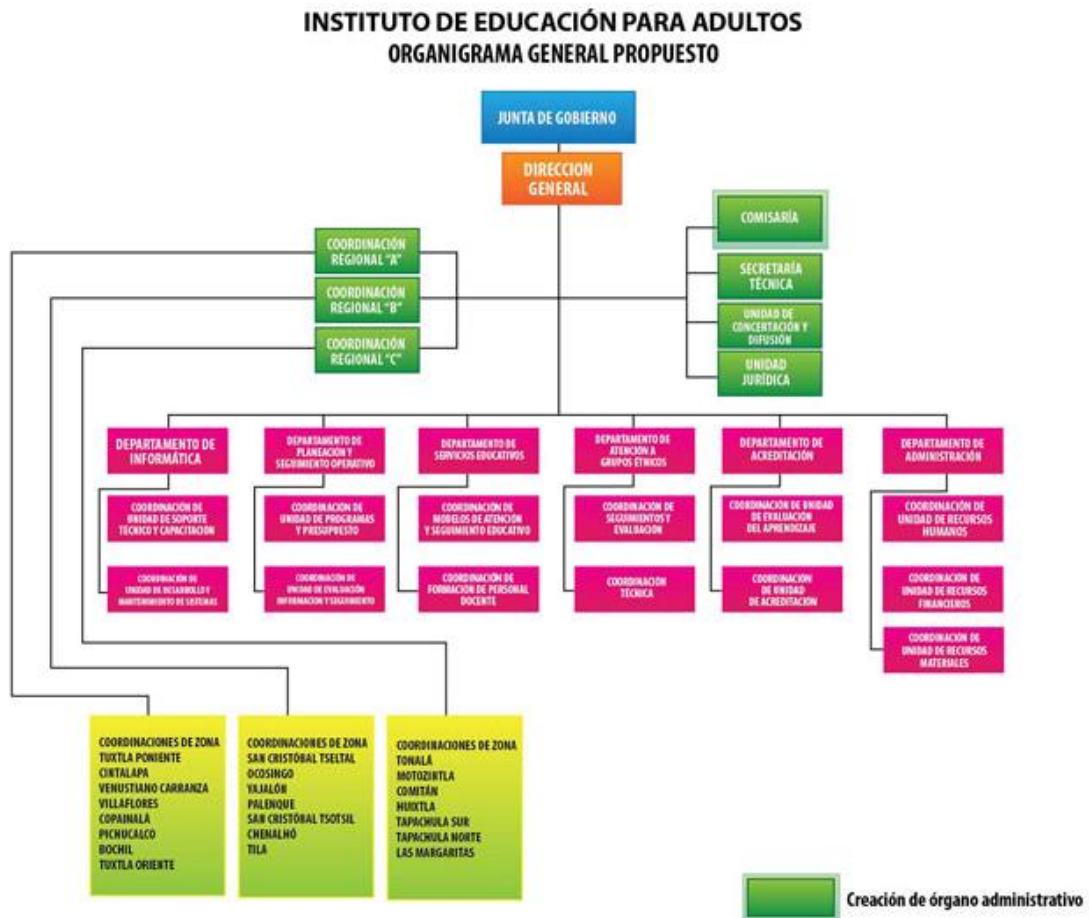 INSTITUTO DE EDUCACIÓN PARA ADULTOS
ORGANIGRAMA GENERAL PROPUESTO
JUNTA DE GOBIERNO
DIRECCION
GENERAL
COORDINACIÓN
REGIONAL "A"
COORDINACIÓN
REGIONAL "B"
COORDINACIÓN
REGIONAL "C"
COMISARÍA
SECRETARÍA
TÉCNICA
UNIDAD DE
CONCERTACIÓN Y
DIFUSIÓN
UNIDAD
JURÍDICA
DEPARTAMENTO DE
INFORMÁTICA
COORDINACIÓN DE
UNIDAD DE SOPORTE
TÉCNICO Y CAPACITACIÓN
COORDINACIÓN DE
UNIDAD DE DESARROLLO Y
MANTENIMIENTO DE SISTEMAS
DEPARTAMENTO DE
PLANEACIÓN Y
SEGUIMIENTO OPERATIVO
COORDINACIÓN DE
UNIDAD DE PROGRAMAS
Y PRESUPUESTO
COORDINACIÓN DE
UNIDAD DE EVALUACIÓN
INFORMACION Y SEGUIMIENTO
DEPARTAMENTO DE
SERVICIOS EDUCATIVOS
COORDINACIÓN DE
MODELOS DE ATENCIÓN
Y SEGUIMIENTO EDUCATIVO
COORDINACIÓN DE
FORMACIÓN DE PERSONAL
DOCENTE
DEPARTAMENTO DE
ATENCIÓN A
GRUPOS ÉTNICOS
COORDINACIÓN DE
SEGUIMIENTOS Y
EVALUACIÓN
COORDINACIÓN
TÉCNICA
DEPARTAMENTO DE
ACREDITACIÓN
COORDINACIÓN DE UNIDAD
DE EVALUACIÓN
DEL APRENDIZAJE
COORDINACIÓN
DE UNIDAD
DE ACREDITACIÓN
DEPARTAMENTO DE
ADMINISTRACIÓN
COORDINACIÓN DE
UNIDAD DE RECURSOS
HUMANOS
COORDINACIÓN DE
UNIDAD DE RECURSOS
FINANCIEROS
COORDINACIÓN DE
UNIDAD DE RECURSOS
MATERIALES
COORDINACIONES DE ZONA
TUXTLA PONIENTE
CINTALAPA
VENUSTIANO CARRANZA
VILLAFLORES
COPAINALÁ
PICHUCALCO
BOCHIL
TUXTLA ORIENTE
COORDINACIONES DE ZONA
SAN CRISTÓBAL TSELTAL
OCOSINGO
YAJALÓN
PALENQUE
SAN CRISTÓBAL TSOTSIL
CHENALHÓ
TILA
COORDINACIONES DE ZONA
TONALÁ
MOTOZINTLA
COMITÁN
HUIXTLA
TAPACHULA SUR
TAPACHULA NORTE
LAS MARGARITAS
Creación de órgano administrativo